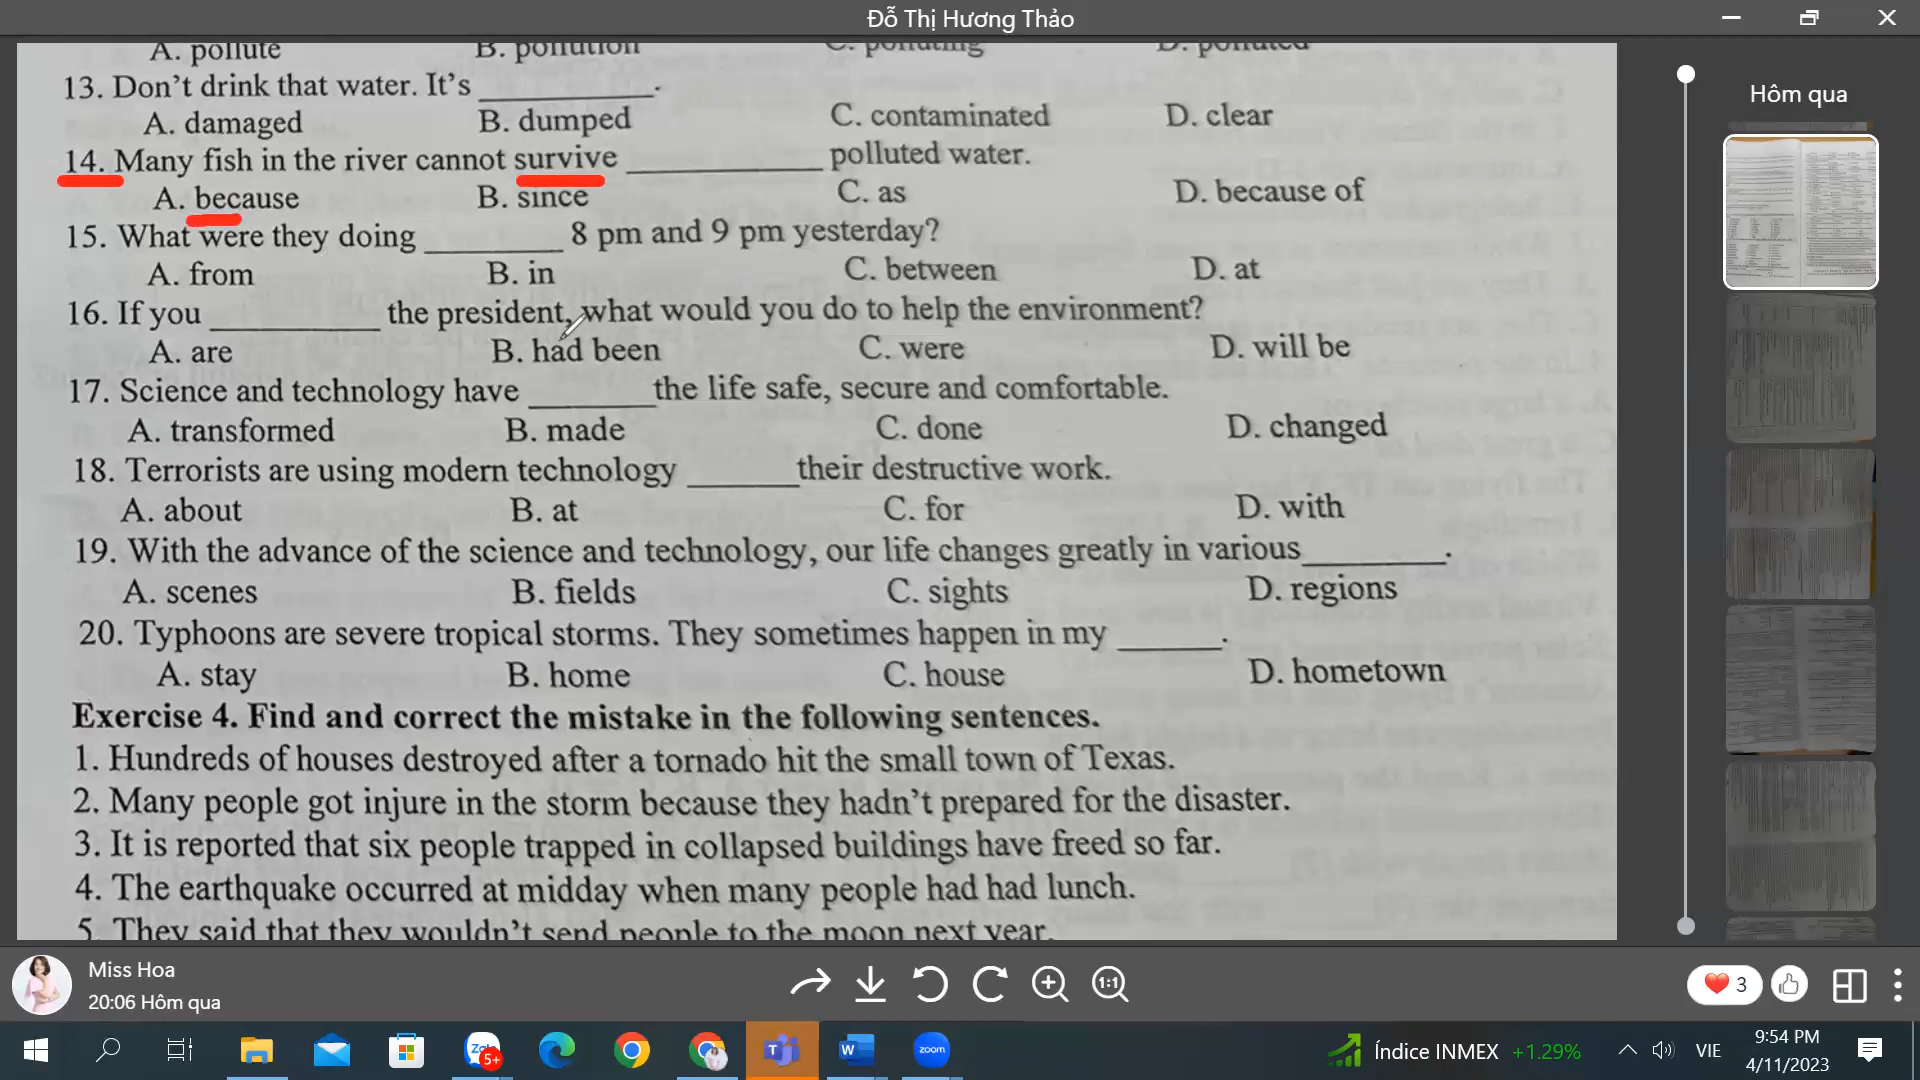 Đỗ Thị Hương Thảo
A. pollute B. pollution C. polluting D. polluted
13. Don't drink that water. It's __________.
A. damaged B. dumped C. contaminated D. clear
14. Many fish in the river cannot survive __________ polluted water.
A. because B. since C. as D. because of
15. What were they doing ________ 8 pm and 9 pm yesterday?
A. from B. in C. between D. at
16. If you __________ the president, what would you do to help the environment?
A. are B. had been C. were D. will be
17. Science and technology have _______the life safe, secure and comfortable.
A. transformed B. made C. done D. changed
18. Terrorists are using modern technology ______their destructive work.
A. about B. at C. for D. with
19. With the advance of the science and technology, our life changes greatly in various________.
A. scenes B. fields C. sights D. regions
20. Typhoons are severe tropical storms. They sometimes happen in my ______.
A. stay B. home C. house D. hometown
Exercise 4. Find and correct the mistake in the following sentences.
1. Hundreds of houses destroyed after a tornado hit the small town of Texas.
2. Many people got injure in the storm because they hadn't prepared for the disaster.
3. It is reported that six people trapped in collapsed buildings have freed so far.
4. The earthquake occurred at midday when many people had had lunch.
5. They said that they wouldn't send people to the moon next year.
Hôm qua
Miss Hoa
20:06 Hôm qua
1:1
3
Zalo
5+
zoom
Índice INMEX +1.29%
VIE
9:54 PM
4/11/2023